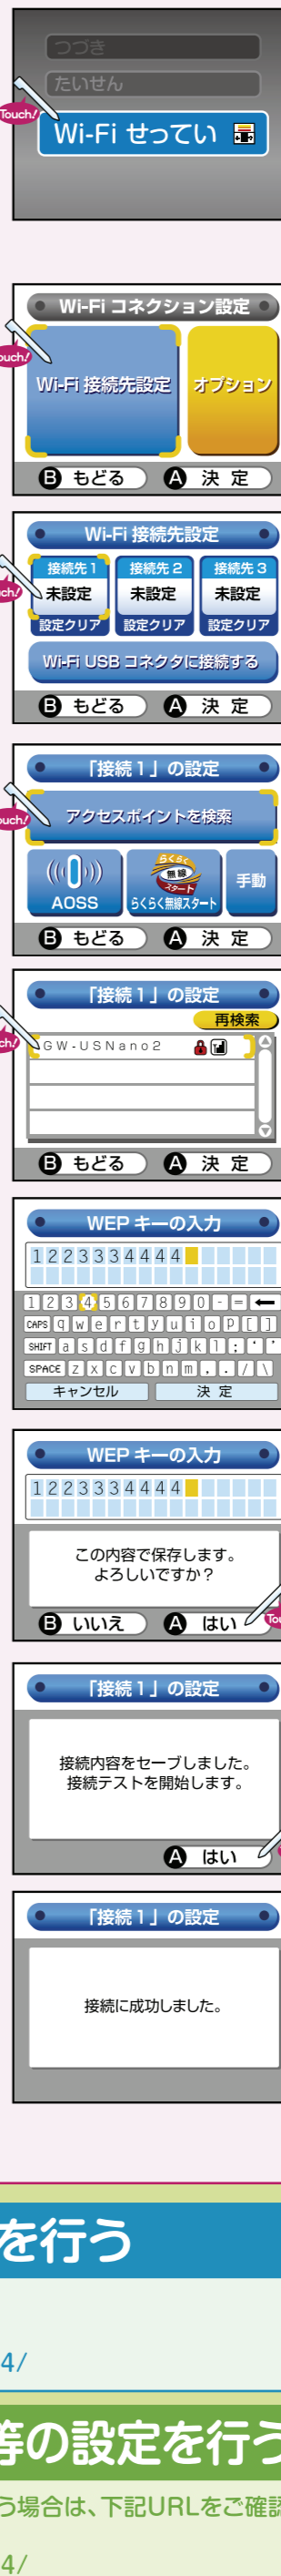 つづき
たいせん
Touch!
Wi-Fi せってい
Wi-Fi コネクション設定
ouch!
Wi-Fi 接続先設定 オプション
B もどる A 決 定
Wi-Fi 接続先設定
接続先 1 接続先 2 接続先 3
uch!
未設定 未設定 未設定
設定クリア 設定クリア 設定クリア
Wi-Fi USB コネクタに接続する
B もどる A 決 定
「接続 1」の設定
アクセスポイントを検索
Touch!
らくらく
無線
スタート
手動
AOSS らくらく無線スタート
B もどる A 決 定
「接続 1」の設定
再検索
uch!
GW-USNano2
B もどる A 決 定
WEP キーの入力
1223334444
1 2 3 4 5 6 7 8 9 0 - = ←
CAPS q w e r t y u i o p [ ]
SHIFT a s d f g h j k l ; ' '
SPACE z x c v b n m , . / \
キャンセル 決 定
WEP キーの入力
1223334444
この内容で保存します。
よろしいですか？
B いいえ A はい
Tou
「接続 1」の設定
接続内容をセーブしました。
接続テストを開始します。
A はい
「接続 1」の設定
接続に成功しました。
を行う
4/
等の設定を行う
う場合は、下記URLをご確認
4/